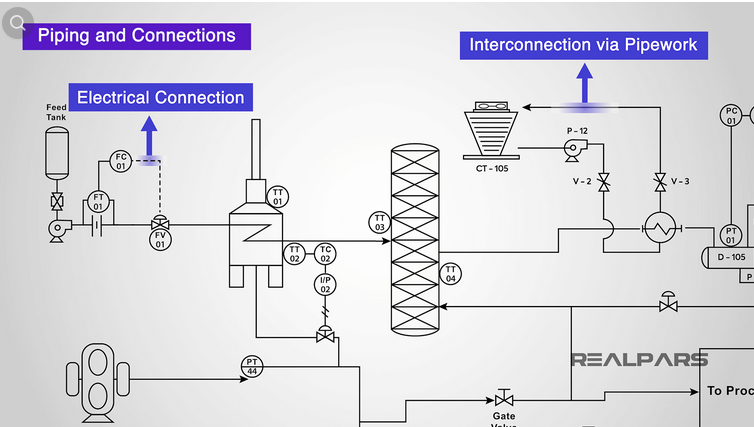 Piping and Connections
Interconnection via Pipework
Electrical Connection
Feed
Tank
FC
01
FT
01
FV
01
TT
01
TT
02
TC
02
I/P
02
TT
03
TT
04
CT - 105
P - 12
V - 2
V - 3
PC
01
PT
01
D - 105
P
PT
44
REALPARS
To Proc
Gate
Valve